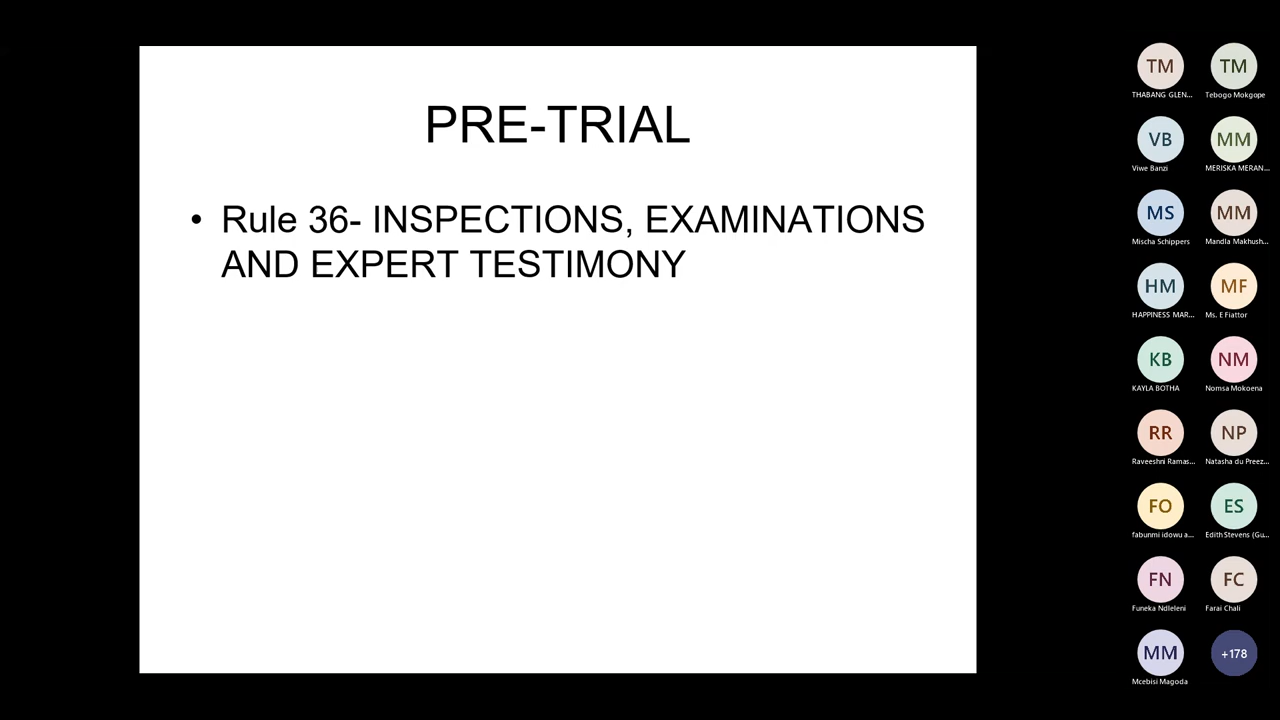 PRE-TRIAL
• Rule 36- INSPECTIONS, EXAMINATIONS
AND EXPERT TESTIMONY
TM
TM
THABANG GLEN...
Tebogo Mokgope
VB
MM
Viwe Banzi
MERISKA MERAN...
MS
MM
Mischa Schippers
Mandla Makhush...
HM
MF
HAPPINESS MAR...
Ms. E Fiattor
KB
NM
KAYLA BOTHA
Nomsa Mokoena
RR
NP
Raveeshni Ramas...
Natasha du Preez...
FO
ES
fabunmi idowu a...
Edith Stevens (Gu...
FN
FC
Funeka Ndleleni
Farai Chali
MM
+178
Mcebisi Magoda